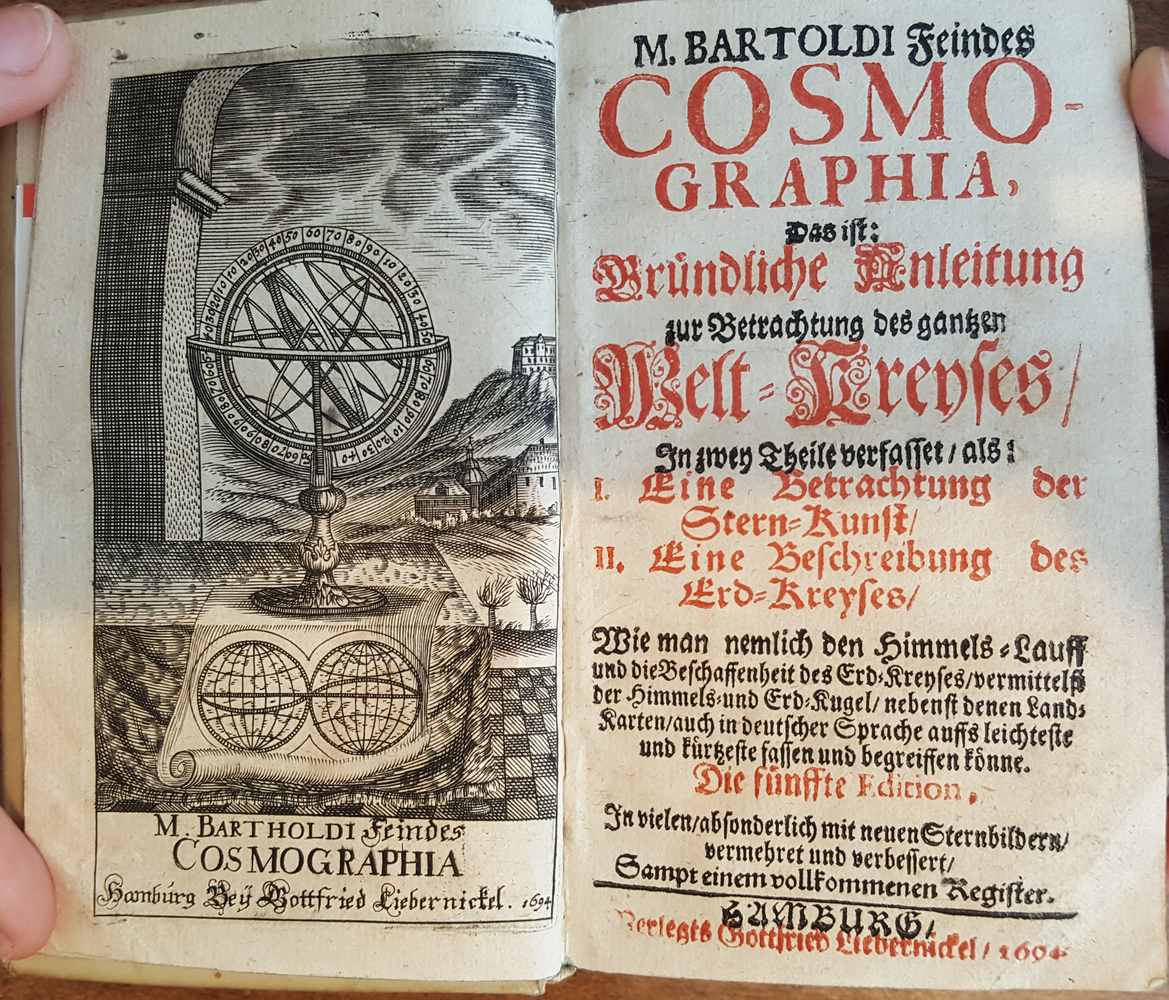 M. BARTHOLDI Feindes
COSMOGRAPHIA
Hamburg Beÿ Gottfried Liebernickel. 1694
M. BARTOLDI Feindes
COSMO-
GRAPHIA,
Das ist:
Gründliche Anleitung
zur Betrachtung des gantzen
Welt-Kreyses/
In zwey Theile verfasset/ als:
I. Eine Betrachtung der
Stern-Kunst/
II. Eine Beschreibung des
Erd-Kreyses/
Wie man nemlich den Himmels-Lauff
und die Beschaffenheit des Erd-Kreyses/vermittelst
der Himmels-und Erd-Kugel/ nebenst denen Land-
Karten/auch in deutscher Sprache auffs leichteste
und kürtzeste fassen und begreiffen könne.
Die fünffte Edition.
In vielen/absonderlich mit neuen Sternbildern/
vermehret und verbessert/
Sampt einem vollkommenen Register.
HAMBURG/
Verlegts Gottfried Liebernickel/ 1694